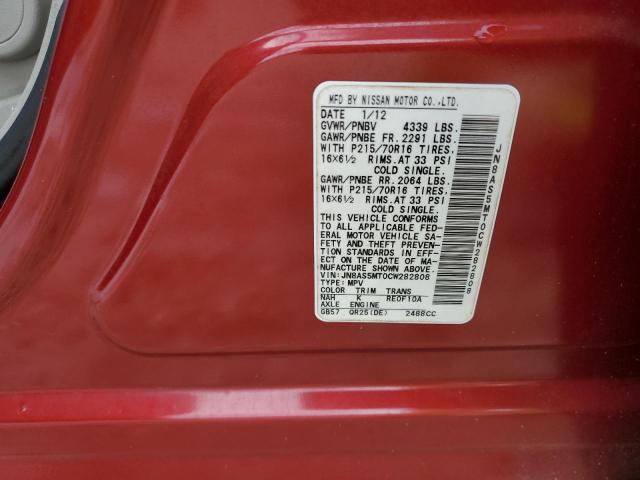 MFD BY NISSAN MOTOR CO.,LTD.
DATE 1/12
GVWR/PNBV 4339 LBS.
GAWR/PNBE FR. 2291 LBS.
WITH P215/70R16 TIRES.
16X6½ RIMS.AT 33 PSI
COLD SINGLE.
GAWR/PNBE RR. 2064 LBS.
WITH P215/70R16 TIRES.
16X6½ RIMS.AT 33 PSI
COLD SINGLE.
THIS VEHICLE CONFORMS
TO ALL APPLICABLE FED-
ERAL MOTOR VEHICLE SA-
FETY AND THEFT PREVEN-
TION STANDARDS IN EFF-
ECT ON THE DATE OF MA-
NUFACTURE SHOWN ABOVE.
VIN:JN8AS5MT0CW282808
TYPE:MPV
COLOR TRIM TRANS
NAH K RE0F10A
AXLE ENGINE
GB57 QR25(DE) 2488CC
JN8AS5MT0CW282808